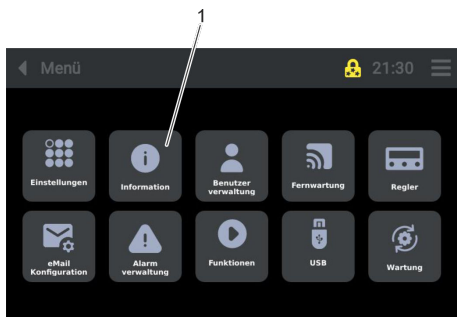 1
Menü
21:30
Einstellungen
Information
Benutzer
verwaltung
Fernwartung
Regler
eMail
Konfiguration
Alarm
verwaltung
Funktionen
USB
Wartung